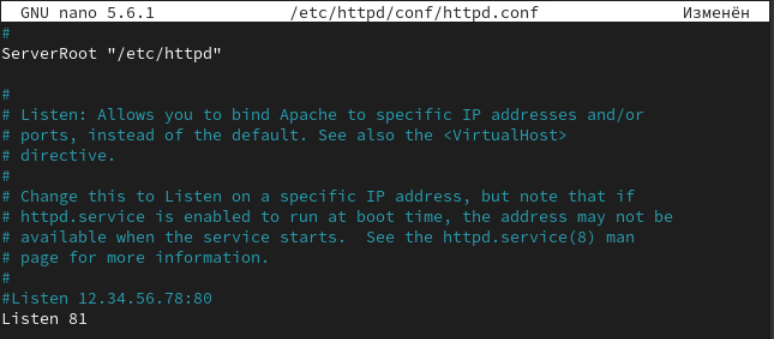 GNU nano 5.6.1 /etc/httpd/conf/httpd.conf Изменён
#
ServerRoot "/etc/httpd"
#
# Listen: Allows you to bind Apache to specific IP addresses and/or
# ports, instead of the default. See also the <VirtualHost>
# directive.
#
# Change this to Listen on a specific IP address, but note that if
# httpd.service is enabled to run at boot time, the address may not be
# available when the service starts.  See the httpd.service(8) man
# page for more information.
#
#Listen 12.34.56.78:80
Listen 81